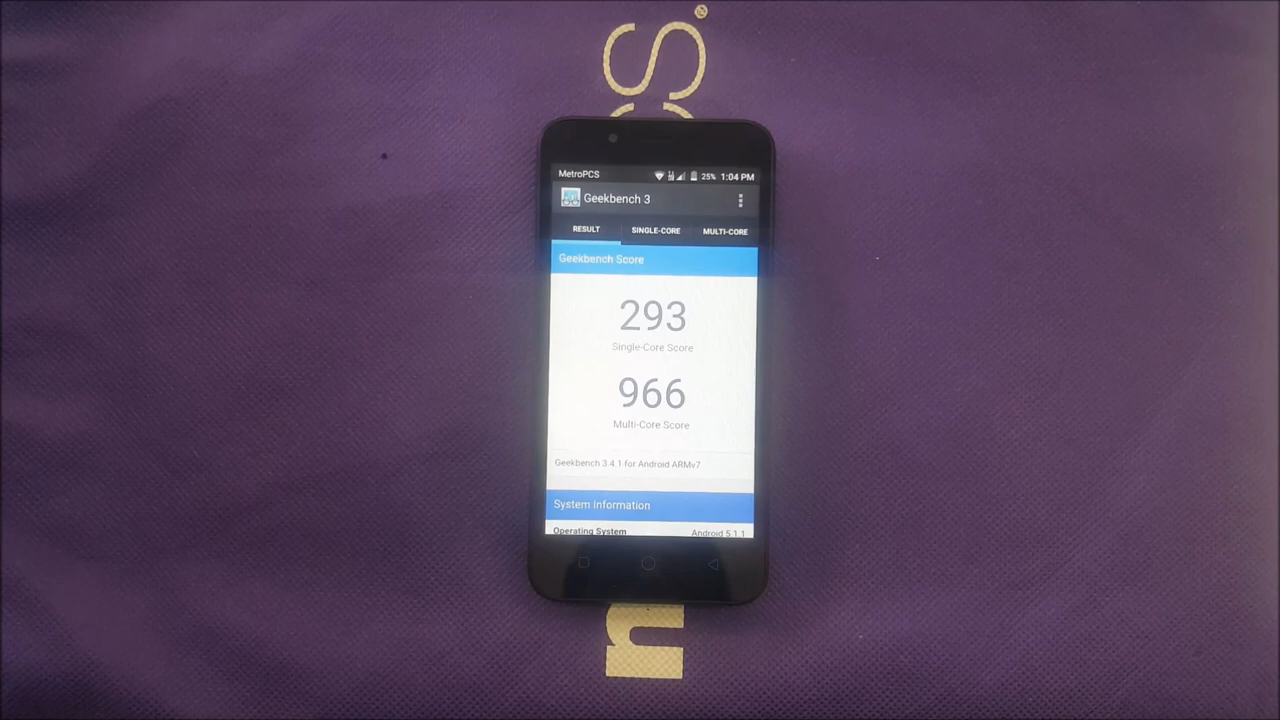 MetroPCS 25% 1:04 PM
Geekbench 3
RESULT SINGLE-CORE MULTI-CORE
Geekbench Score
293
Single-Core Score
966
Multi-Core Score
Geekbench 3.4.1 for Android ARMv7
System Information
Operating System Android 5.1.1